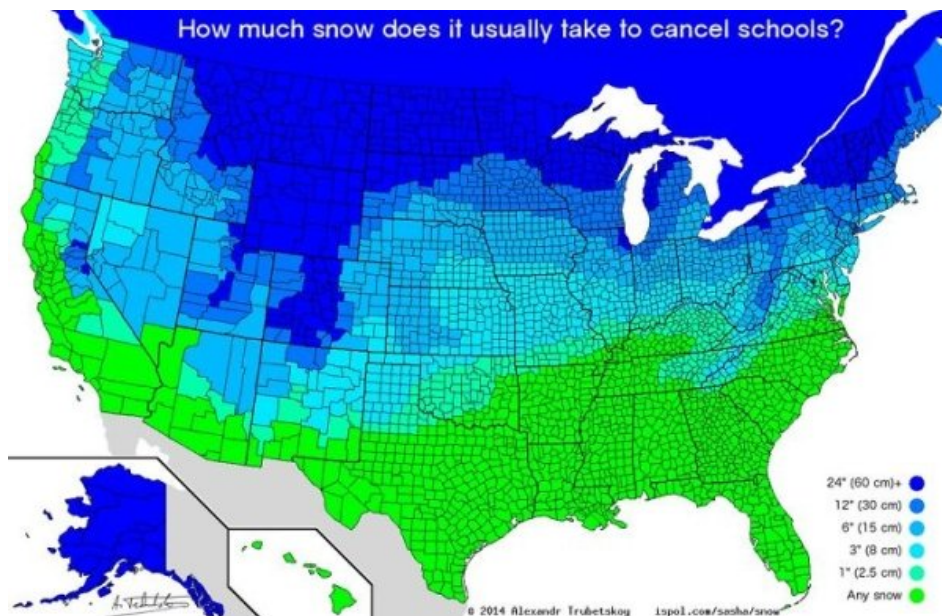 How much snow does it usually take to cancel schools?
24" (60 cm)+
12" (30 cm)
6" (15 cm)
3" (8 cm)
1" (2.5 cm)
Any snow
© 2014 Alexandr Trubetskoy ispol.com/sasha/snow